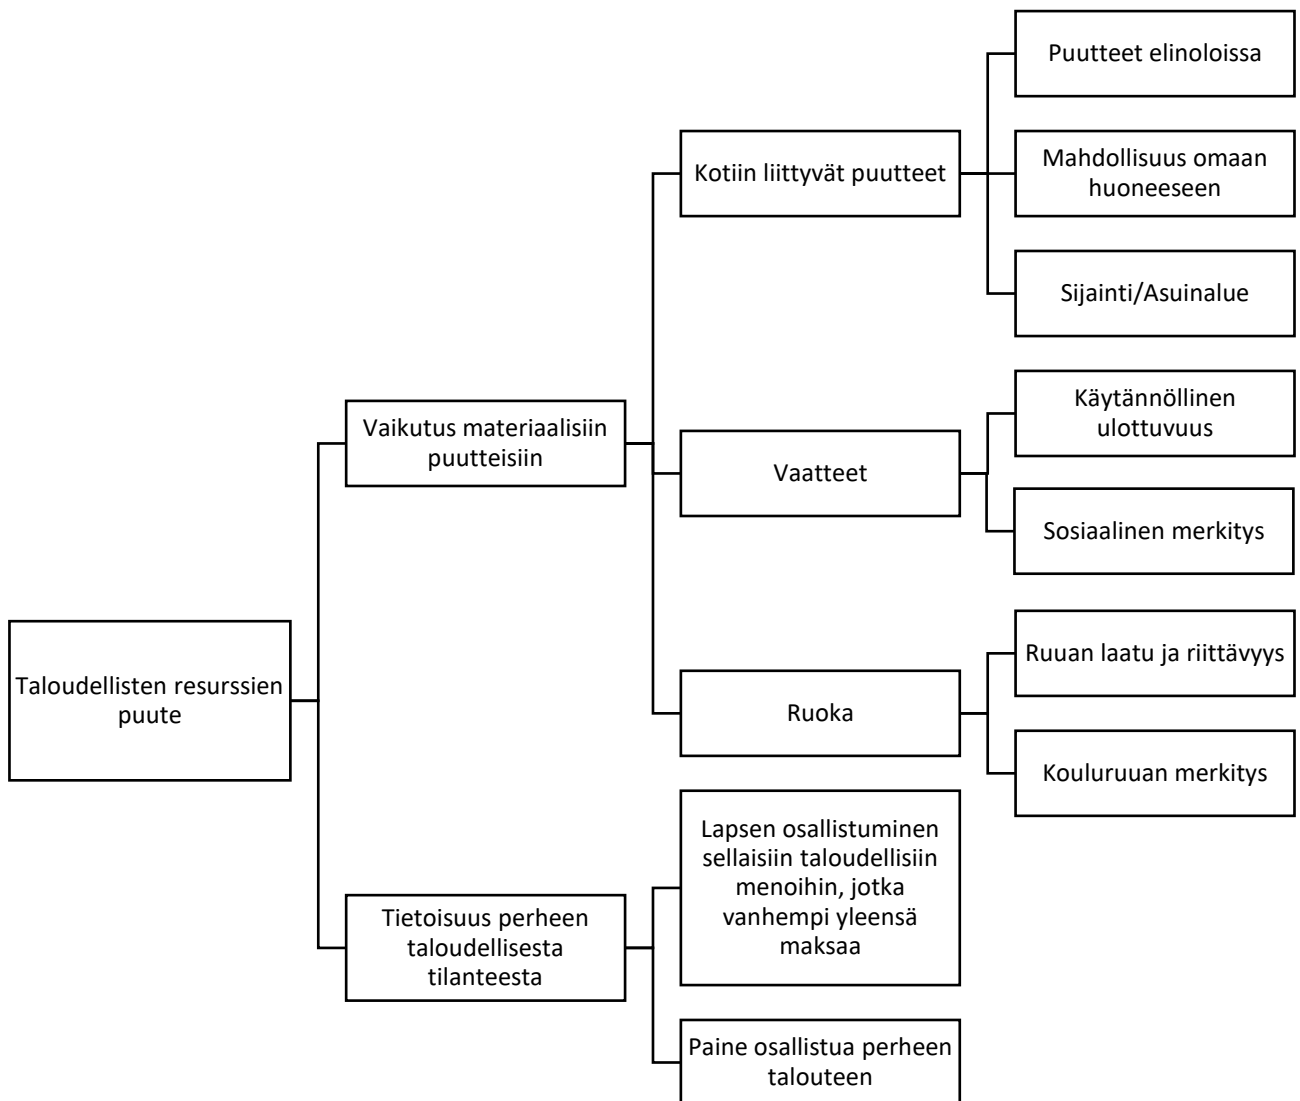 Puutteet elinoloissa
Kotiin liittyvät puutteet
Mahdollisuus omaan
huoneeseen
Sijainti/Asuinalue
Vaikutus materiaalisiin
puutteisiin
Käytännöllinen
ulottuvuus
Vaatteet
Sosiaalinen merkitys
Taloudellisten resurssien
puute
Ruuan laatu ja riittävyys
Ruoka
Kouluruuan merkitys
Tietoisuus perheen
taloudellisesta
tilanteesta
Lapsen osallistuminen
sellaisiin taloudellisiin
menoihin, jotka
vanhempi yleensä
maksaa
Paine osallistua perheen
talouteen